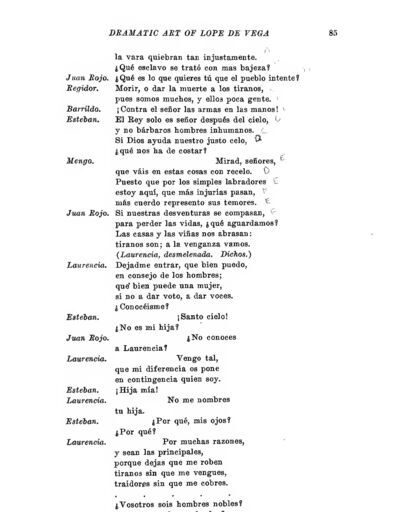 DRAMATIC ART OF LOPE DE VEGA 85
la vara quiebran tan injustamente.
¿Qué esclavo se trató con mas bajeza?
Juan Rojo. ¿Qué es lo que quieres tú que el pueblo intente?
Regidor. Morir, o dar la muerte a los tiranos,
pues somos muchos, y ellos poca gente.
Barrildo. ¡Contra el señor las armas en las manos!
Esteban. El Rey solo es señor después del cielo,
y no bárbaros hombres inhumanos.
Si Dios ayuda nuestro justo celo,
¿qué nos ha de costar?
Mengo. Mirad, señores,
que váis en estas cosas con recelo.
Puesto que por los simples labradores
estoy aquí, que más injurias pasan,
más cuerdo represento sus temores.
Juan Rojo. Si nuestras desventuras se compasan,
para perder las vidas, ¿qué aguardamos?
Las casas y las viñas nos abrasan:
tiranos son; a la venganza vamos.
(Laurencia, desmelenada. Dichos.)
Laurencia. Dejadme entrar, que bien puedo,
en consejo de los hombres;
que bien puede una mujer,
si no a dar voto, a dar voces.
¿Conocéisme?
Esteban. ¡Santo cielo!
¿No es mi hija?
Juan Rojo. ¿No conoces
a Laurencia?
Laurencia. Vengo tal,
que mi diferencia os pone
en contingencia quien soy.
Esteban. ¡Hija mía!
Laurencia. No me nombres
tu hija.
Esteban. ¿Por qué, mis ojos?
¿Por qué?
Laurencia. Por muchas razones,
y sean las principales,
porque dejas que me roben
tiranos sin que me vengues,
traidores sin que me cobres.
. . . . .
¿Vosotros sois hombres nobles?